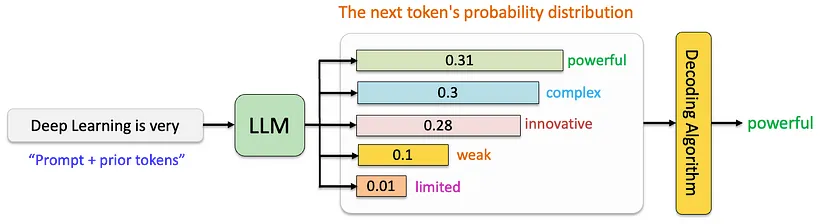 The next token's probability distribution
Deep Learning is very
"Prompt + prior tokens"
LLM
0.31 powerful
0.3 complex
0.28 innovative
0.1 weak
0.01 limited
Decoding Algorithm
powerful